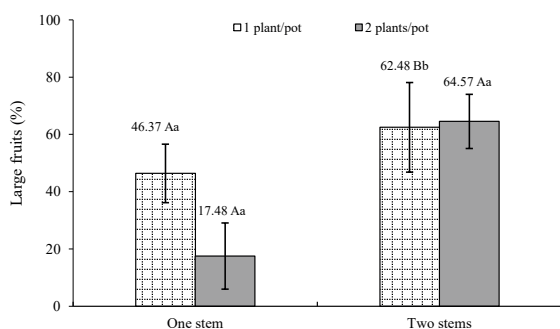 100
80
60
40
20
0
Large fruits (%)
1 plant/pot 2 plants/pot
46.37 Aa
17.48 Aa
62.48 Bb
64.57 Aa
One stem Two stems